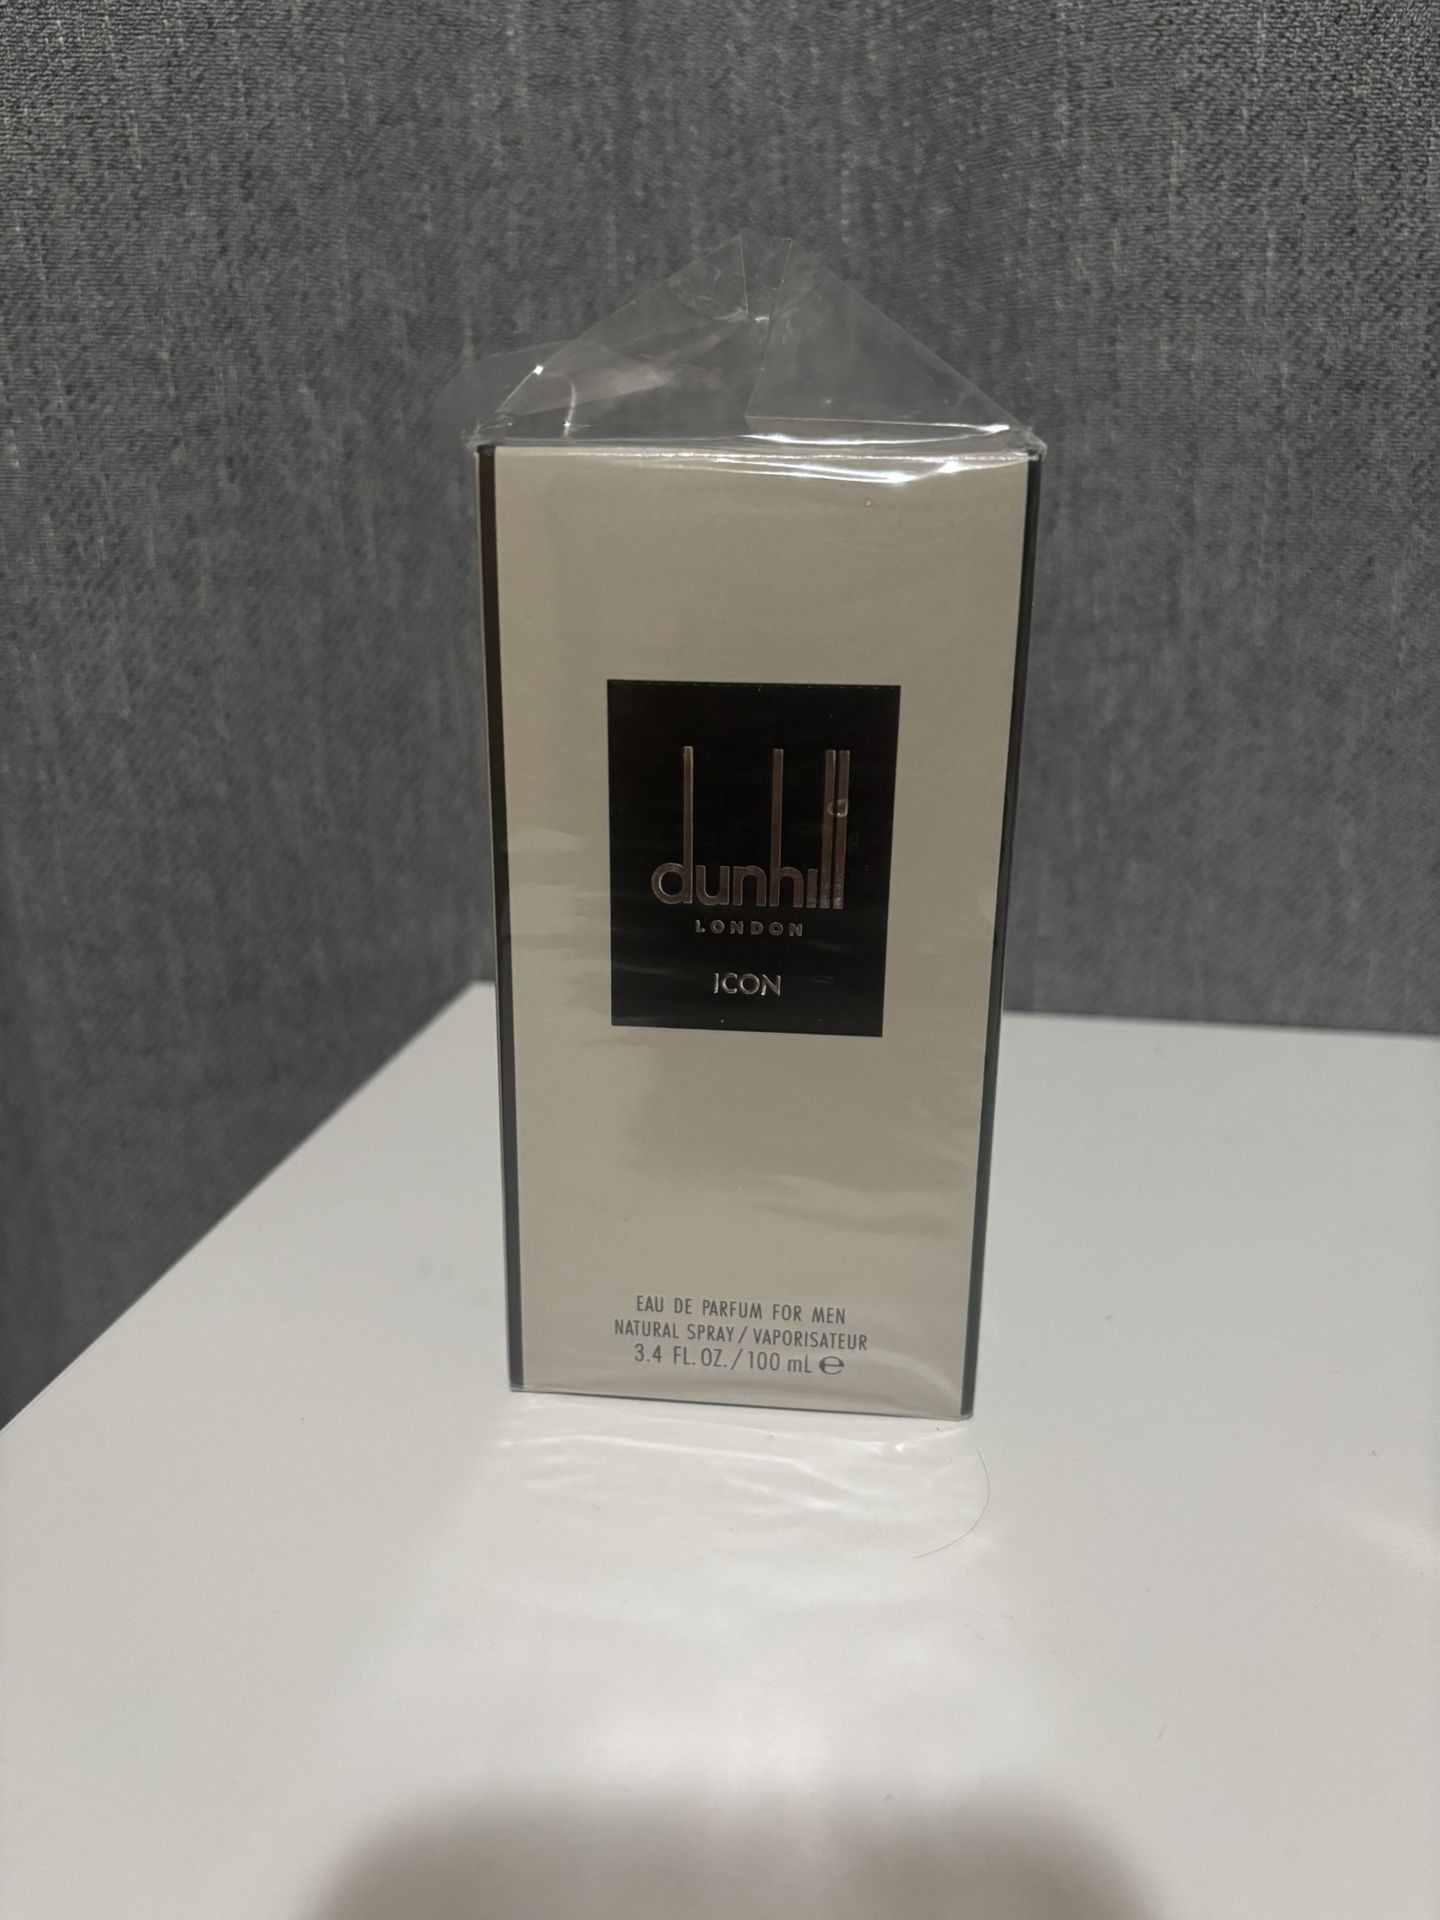 dunhill
LONDON
ICON
EAU DE PARFUM FOR MEN
NATURAL SPRAY / VAPORISATEUR
3.4 FL. OZ. / 100 mL ℮